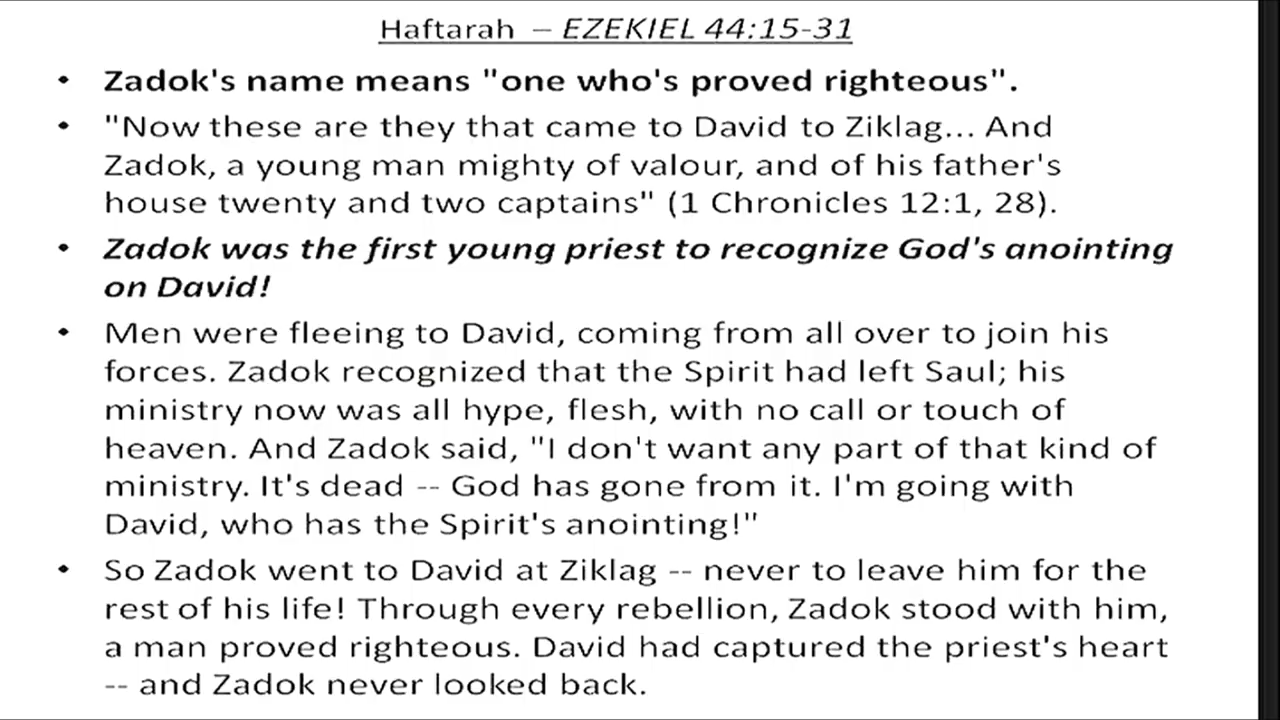 Haftarah – EZEKIEL 44:15-31
• Zadok's name means "one who's proved righteous".
• "Now these are they that came to David to Ziklag... And
Zadok, a young man mighty of valour, and of his father's
house twenty and two captains" (1 Chronicles 12:1, 28).
• Zadok was the first young priest to recognize God's anointing
on David!
• Men were fleeing to David, coming from all over to join his
forces. Zadok recognized that the Spirit had left Saul; his
ministry now was all hype, flesh, with no call or touch of
heaven. And Zadok said, "I don't want any part of that kind of
ministry. It's dead -- God has gone from it. I'm going with
David, who has the Spirit's anointing!"
• So Zadok went to David at Ziklag -- never to leave him for the
rest of his life! Through every rebellion, Zadok stood with him,
a man proved righteous. David had captured the priest's heart
-- and Zadok never looked back.